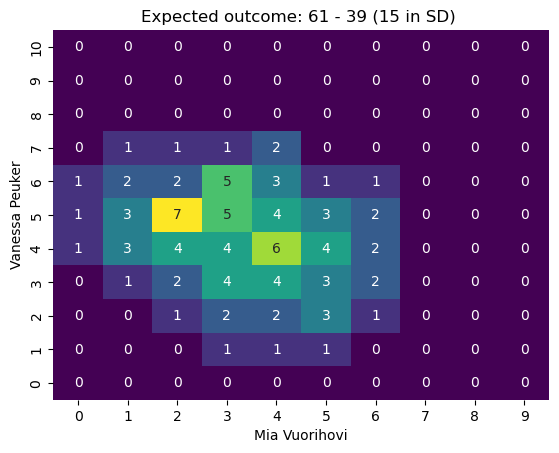 Expected outcome: 61 - 39 (15 in SD)
10 0 0 0 0 0 0 0 0 0 0
9 0 0 0 0 0 0 0 0 0 0
8 0 0 0 0 0 0 0 0 0 0
7 0 1 1 1 2 0 0 0 0 0
6 1 2 2 5 3 1 1 0 0 0
5 1 3 7 5 4 3 2 0 0 0
4 1 3 4 4 6 4 2 0 0 0
3 0 1 2 4 4 3 2 0 0 0
2 0 0 1 2 2 3 1 0 0 0
1 0 0 0 1 1 1 0 0 0 0
0 0 0 0 0 0 0 0 0 0 0
0 1 2 3 4 5 6 7 8 9
Mia Vuorihovi
Vanessa Peuker